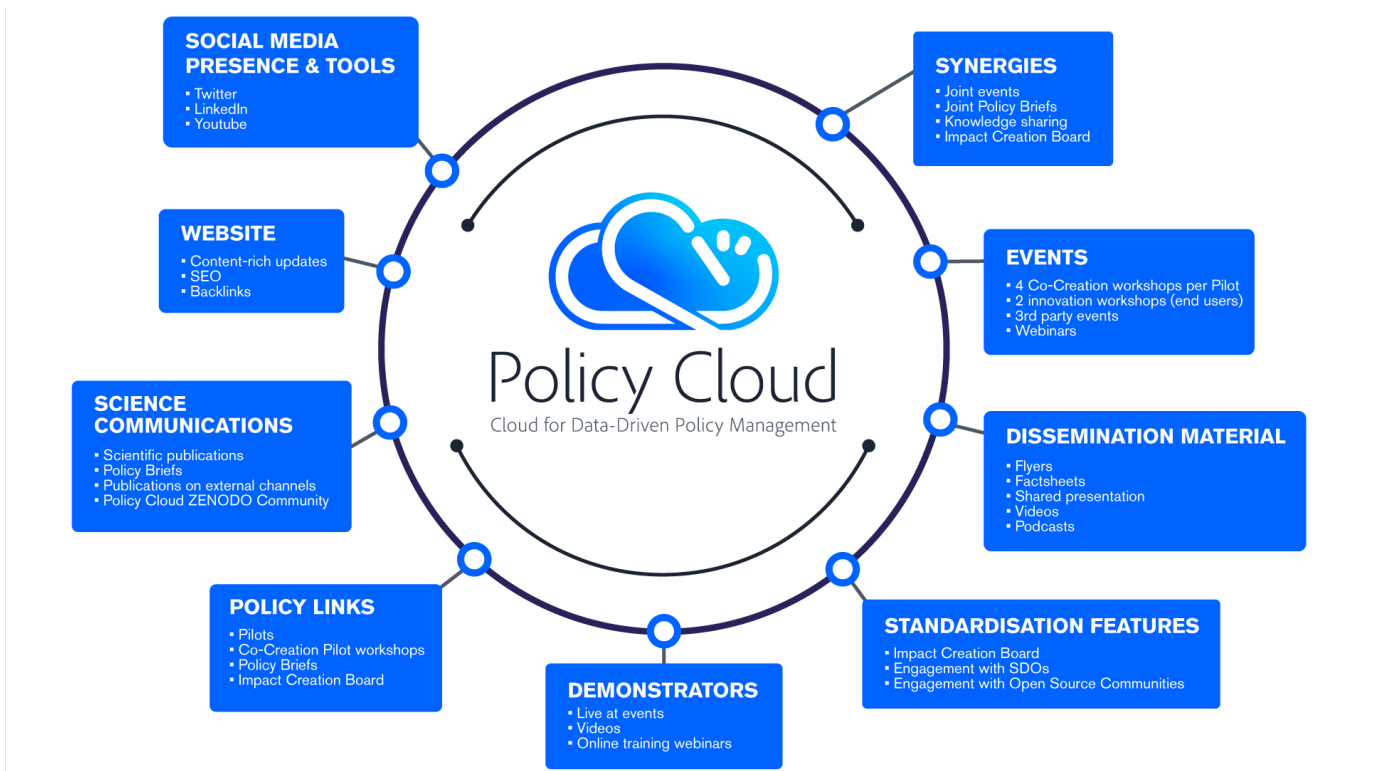 SOCIAL MEDIA
PRESENCE & TOOLS
▪ Twitter
▪ LinkedIn
▪ Youtube
SYNERGIES
▪ Joint events
▪ Joint Policy Briefs
▪ Knowledge sharing
▪ Impact Creation Board
WEBSITE
▪ Content-rich updates
▪ SEO
▪ Backlinks
EVENTS
▪ 4 Co-Creation workshops per Pilot
▪ 2 innovation workshops (end users)
▪ 3rd party events
▪ Webinars
Policy Cloud
Cloud for Data-Driven Policy Management
SCIENCE
COMMUNICATIONS
▪ Scientific publications
▪ Policy Briefs
▪ Publications on external channels
▪ Policy Cloud ZENODO Community
DISSEMINATION MATERIAL
▪ Flyers
▪ Factsheets
▪ Shared presentation
▪ Videos
▪ Podcasts
POLICY LINKS
▪ Pilots
▪ Co-Creation Pilot workshops
▪ Policy Briefs
▪ Impact Creation Board
STANDARDISATION FEATURES
▪ Impact Creation Board
▪ Engagement with SDOs
▪ Engagement with Open Source Communities
DEMONSTRATORS
▪ Live at events
▪ Videos
▪ Online training webinars